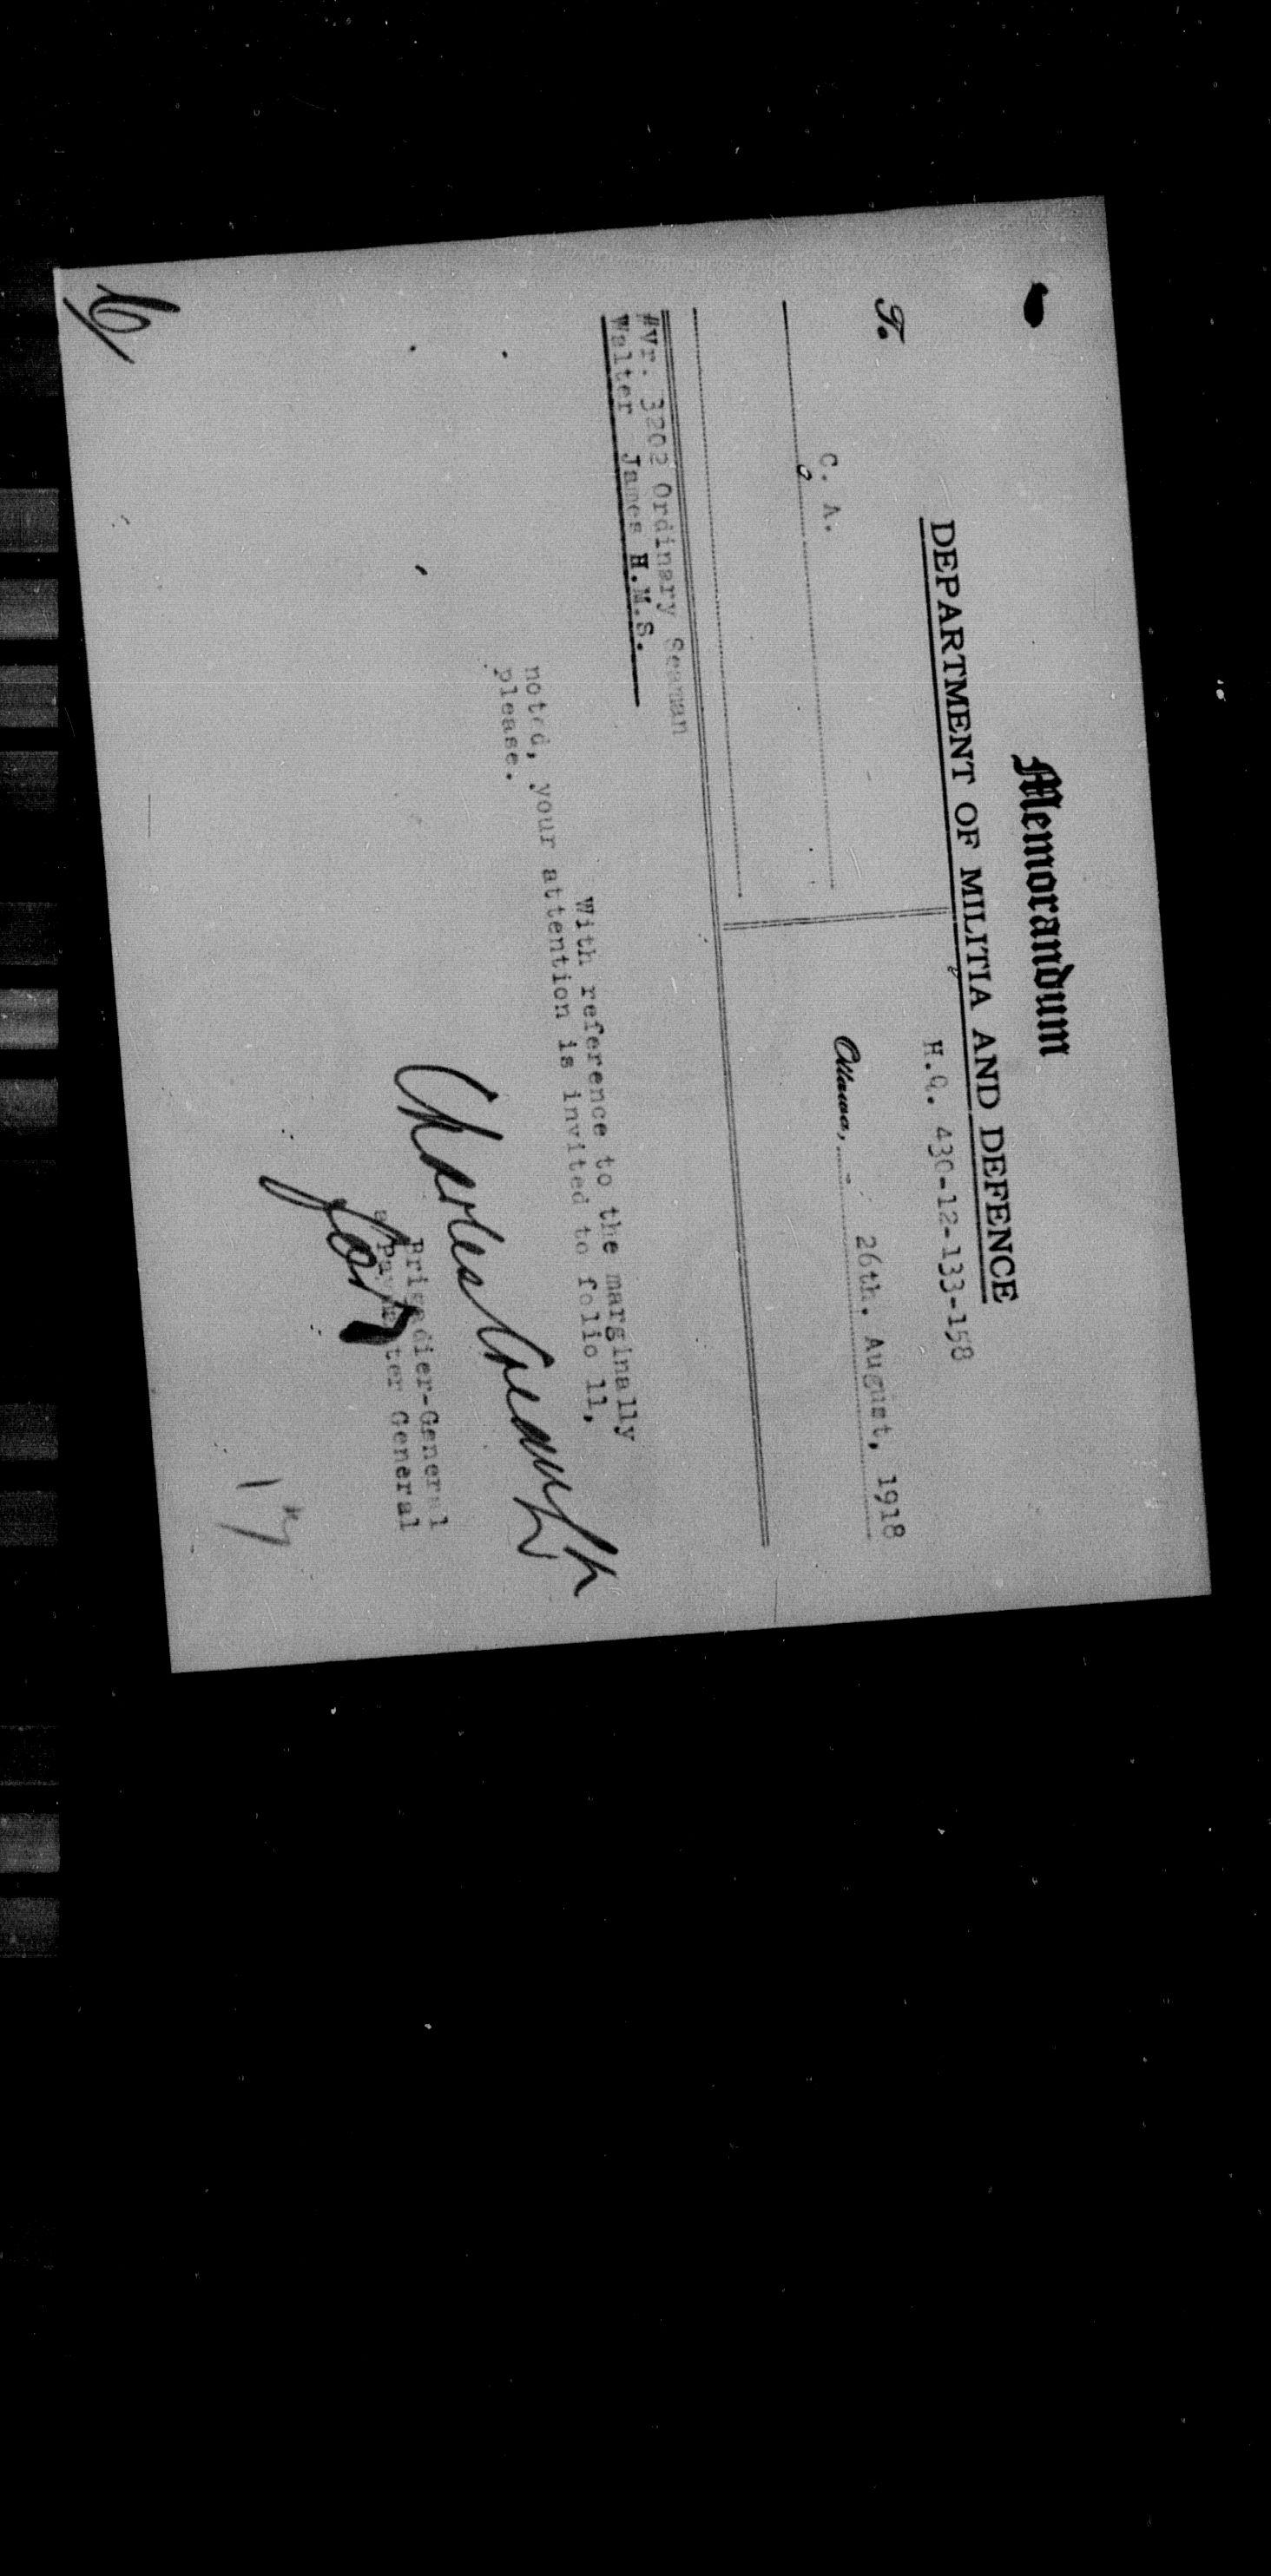 Memorandum
DEPARTMENT OF MILITIA AND DEFENCE
H.Q. 430-12-133-158
To
Ottawa, 26th. August, 1918
C. A.
#Vr. 3202 Ordinary Seaman
Walter James H.M.S.
With reference to the marginally
noted, your attention is invited to folio 11,
please.
Charles
Brigadier-General
for
a/Paymaster General
17